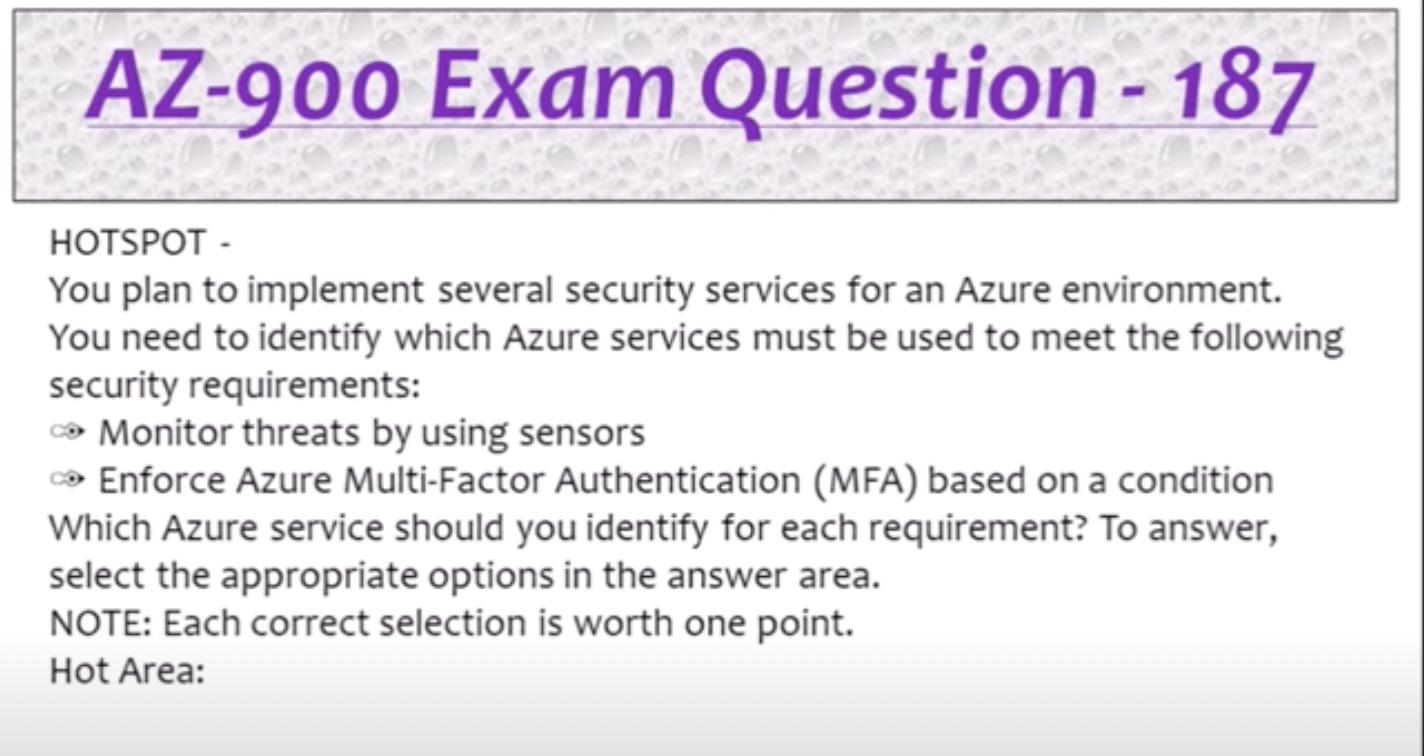 AZ-900 Exam Question - 187
HOTSPOT -
You plan to implement several security services for an Azure environment.
You need to identify which Azure services must be used to meet the following
security requirements:
Monitor threats by using sensors
Enforce Azure Multi-Factor Authentication (MFA) based on a condition
Which Azure service should you identify for each requirement? To answer,
select the appropriate options in the answer area.
NOTE: Each correct selection is worth one point.
Hot Area: